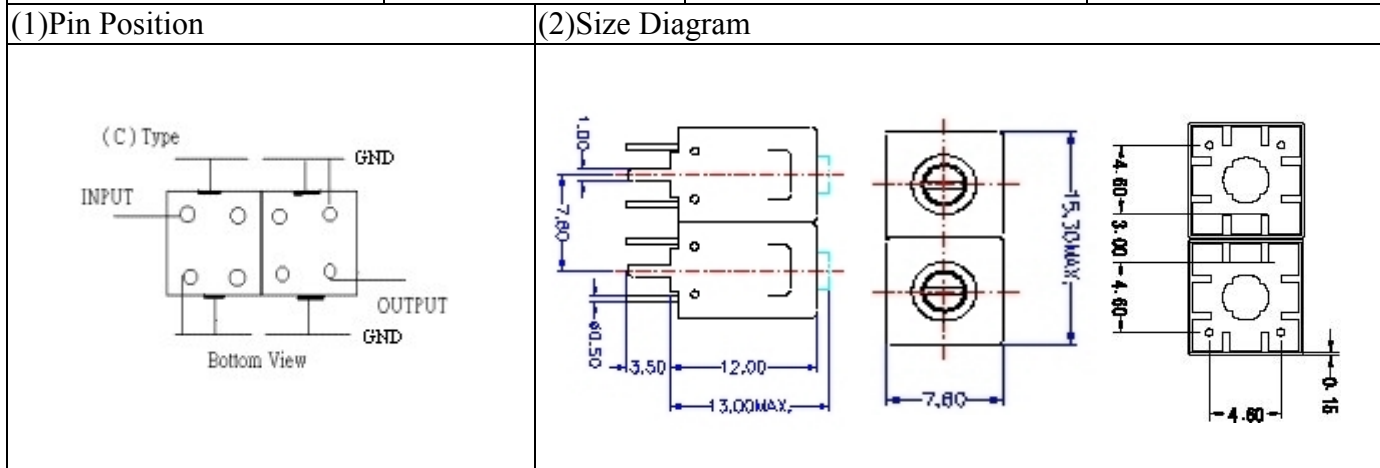 (1)Pin Position
(2)Size Diagram
(C) Type
GND
INPUT
OUTPUT
GND
Bottom View
1.00
7.60
ø0.50
3.50
12.00
13.00MAX.
15.30MAX.
7.60
4.60
3.00
4.60
0.15
4.60